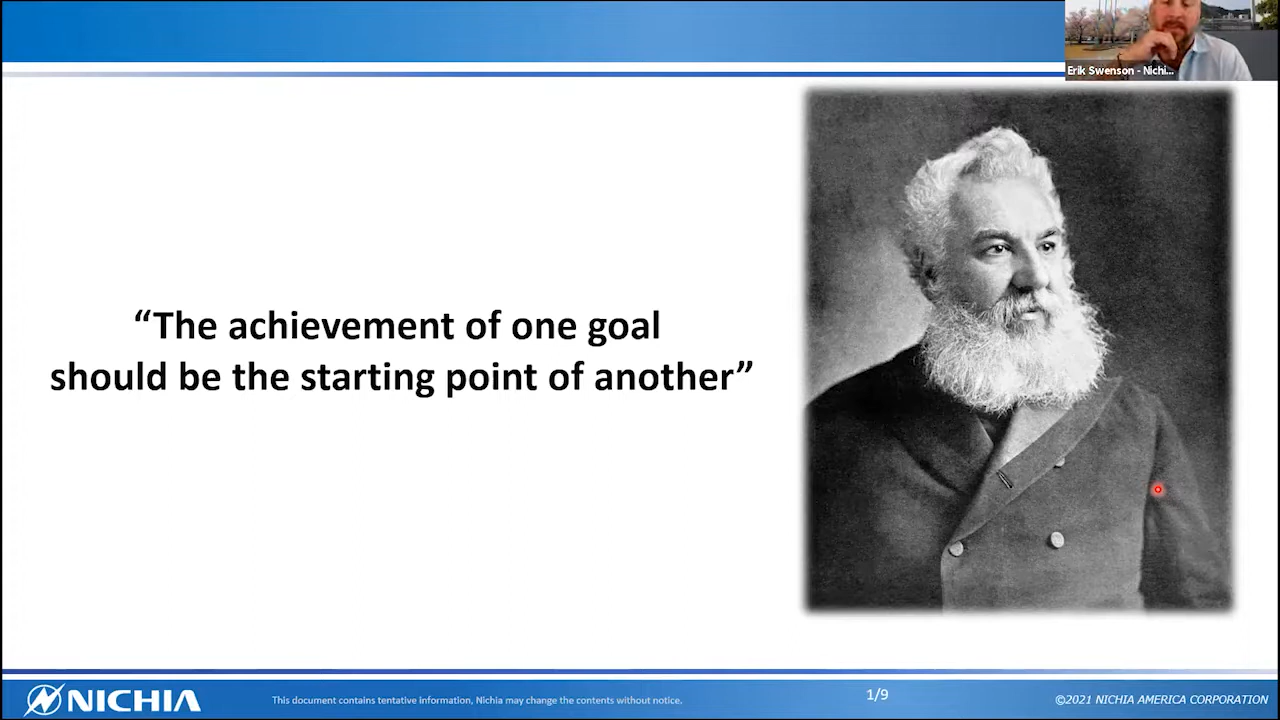 Erik Swenson - Nichi...
“The achievement of one goal
should be the starting point of another”
NICHIA
This document contains tentative information, Nichia may change the contents without notice.
1/9
©2021 NICHIA AMERICA CORPORATION